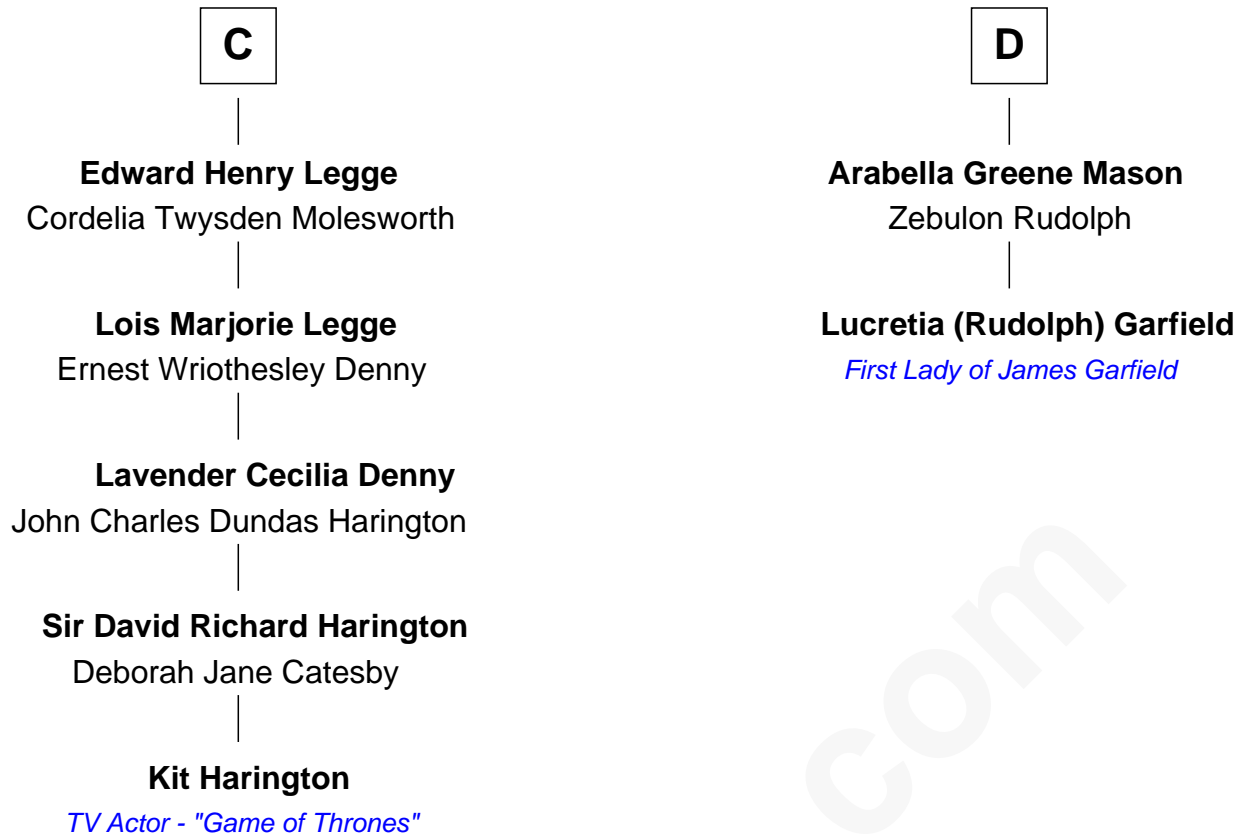 C
Edward Henry Legge
Cordelia Twysden Molesworth
Lois Marjorie Legge
Ernest Wriothesley Denny
Lavender Cecilia Denny
John Charles Dundas Harington
Sir David Richard Harington
Deborah Jane Catesby
Kit Harington
TV Actor - "Game of Thrones"
D
Arabella Greene Mason
Zebulon Rudolph
Lucretia (Rudolph) Garfield
First Lady of James Garfield
com